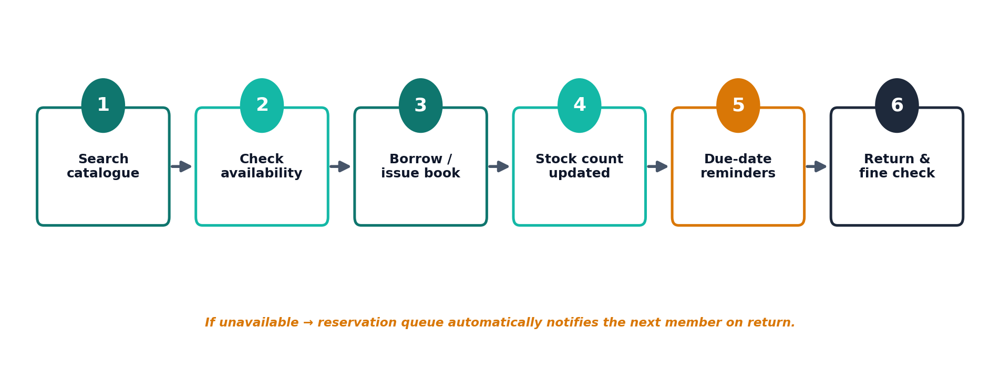 1
Search
catalogue
2
Check
availability
3
Borrow /
issue book
4
Stock count
updated
5
Due-date
reminders
6
Return &
fine check
If unavailable → reservation queue automatically notifies the next member on return.